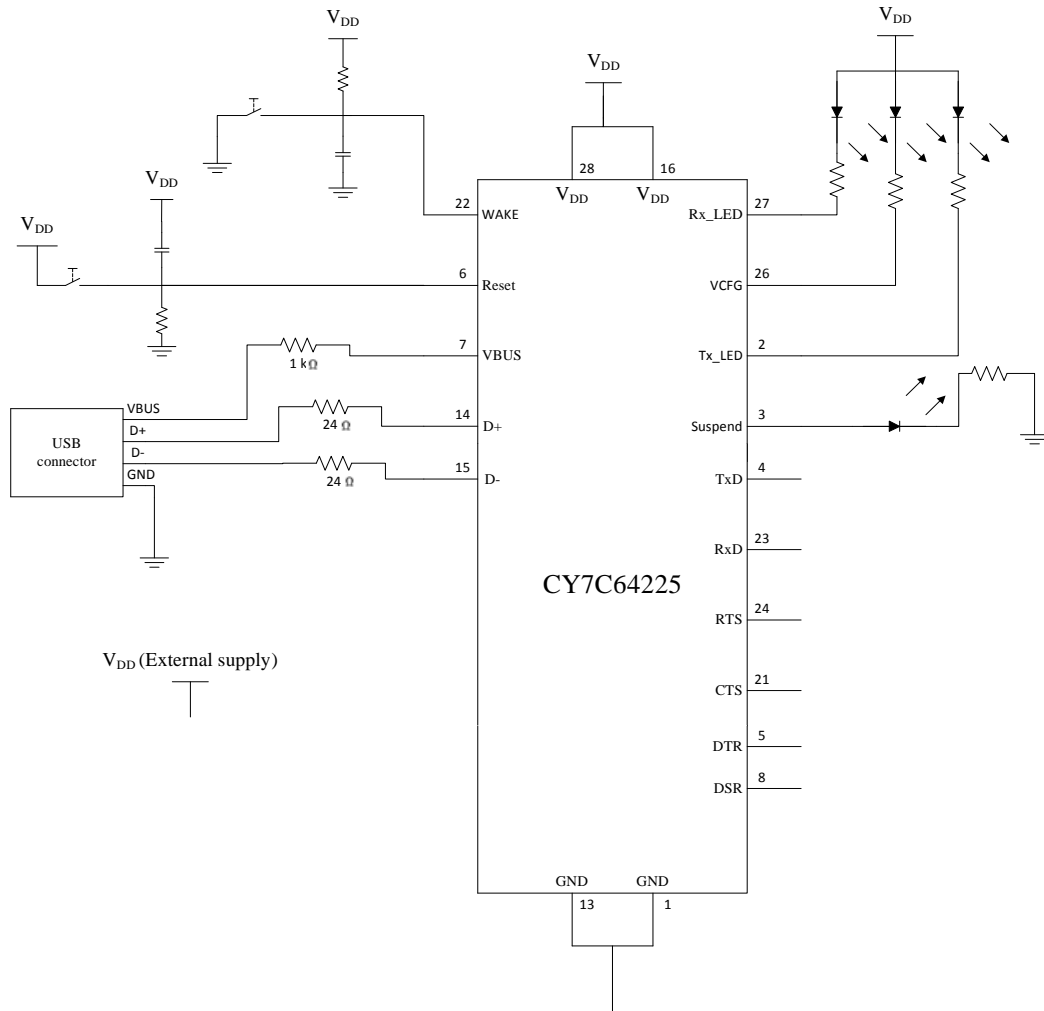 VDD
VDD
VDD
VDD
VDD
28
16
VDD
VDD
22
WAKE
Rx_LED
27
6
Reset
VCFG
26
7
VBUS
1 kΩ
Tx_LED
2
VBUS
D+
D-
GND
USB
connector
24 Ω
14
D+
Suspend
3
24 Ω
15
D-
TxD
4
RxD
23
CY7C64225
RTS
24
VDD (External supply)
CTS
21
DTR
5
DSR
8
GND
GND
13
1